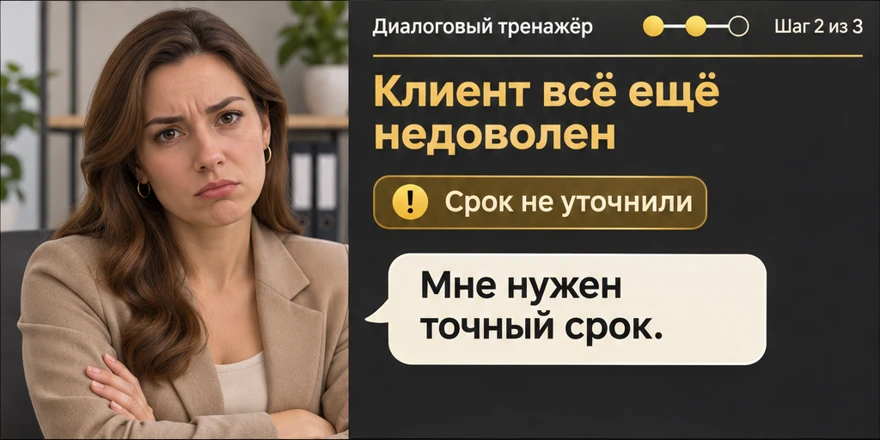 Диалоговый тренажёр
Шаг 2 из 3
Клиент всё ещё
недоволен
! Срок не уточнили
Мне нужен
точный срок.